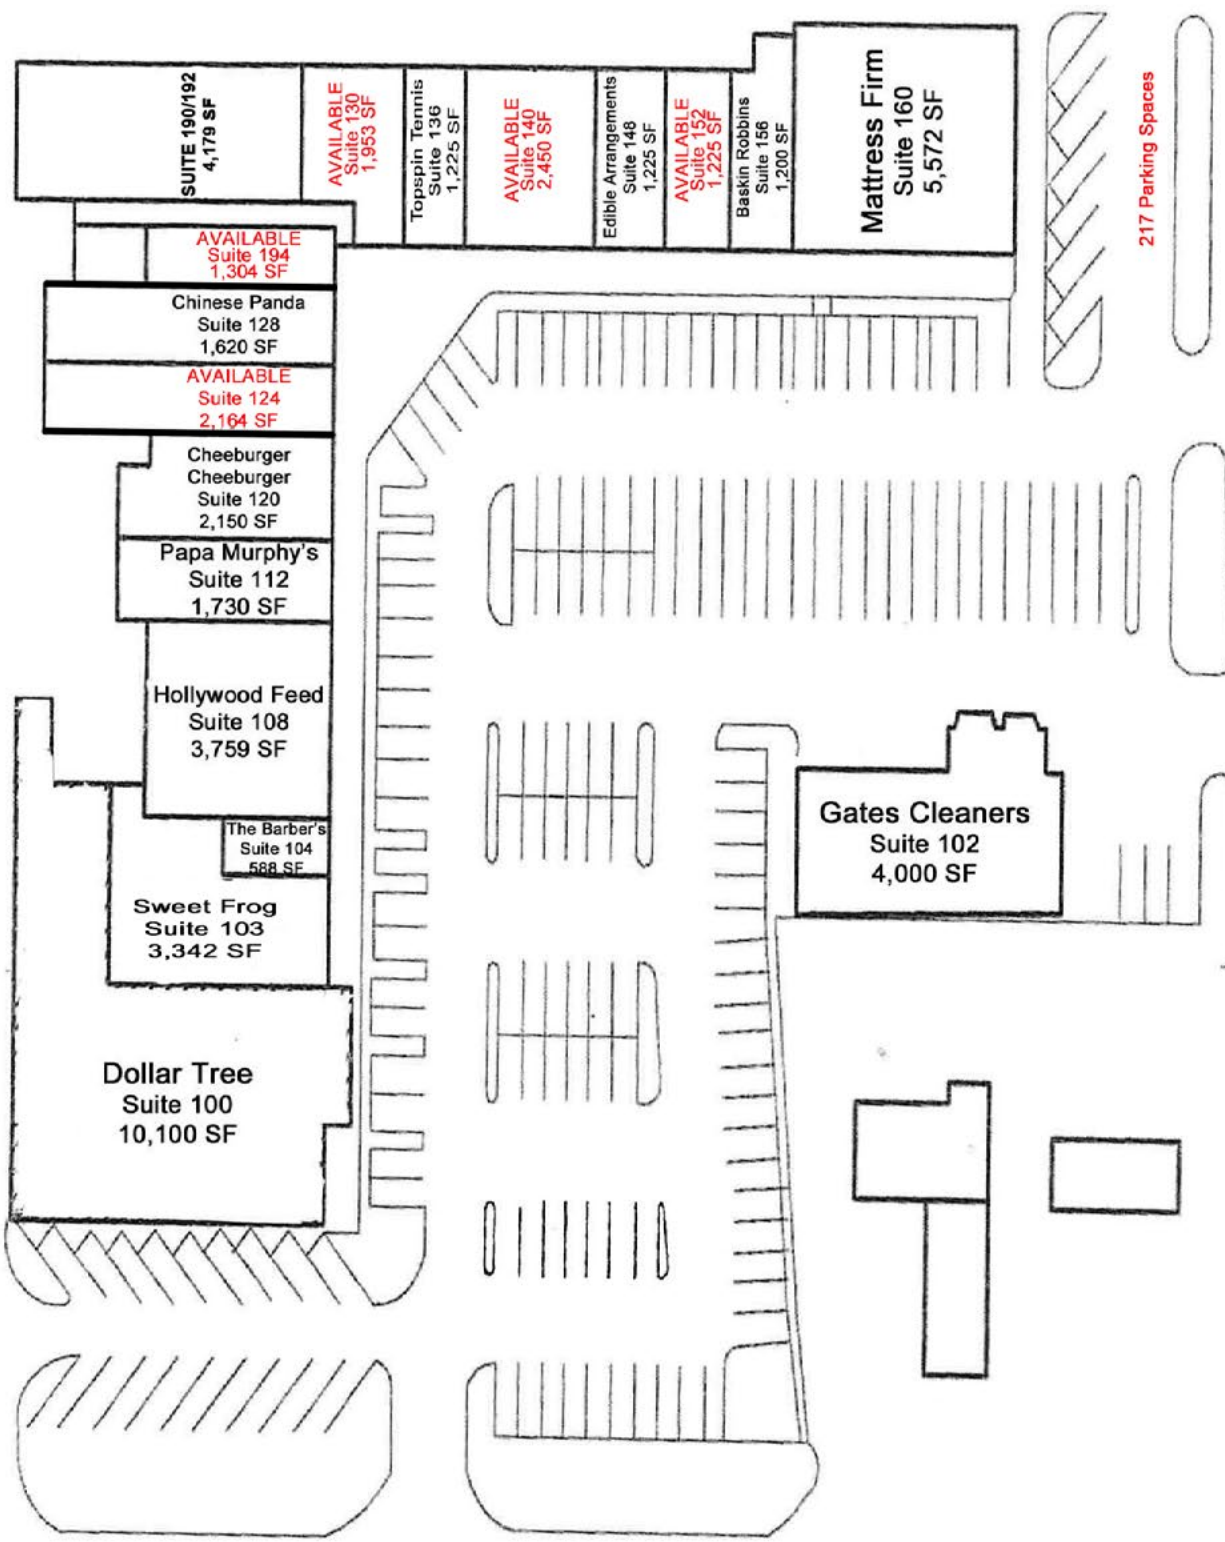 SUITE 190/192
4,179 SF
AVAILABLE
Suite 130
1,953 SF
Topspin Tennis
Suite 136
1,225 SF
AVAILABLE
Suite 140
2,450 SF
Edible Arrangements
Suite 148
1,225 SF
AVAILABLE
Suite 152
1,225 SF
Baskin Robbins
Suite 156
1,200 SF
Mattress Firm
Suite 160
5,572 SF
217 Parking Spaces
AVAILABLE
Suite 194
1,304 SF
Chinese Panda
Suite 128
1,620 SF
AVAILABLE
Suite 124
2,164 SF
Cheeburger
Cheeburger
Suite 120
2,150 SF
Papa Murphy's
Suite 112
1,730 SF
Hollywood Feed
Suite 108
3,759 SF
The Barber's
Suite 104
588 SF
Sweet Frog
Suite 103
3,342 SF
Dollar Tree
Suite 100
10,100 SF
Gates Cleaners
Suite 102
4,000 SF